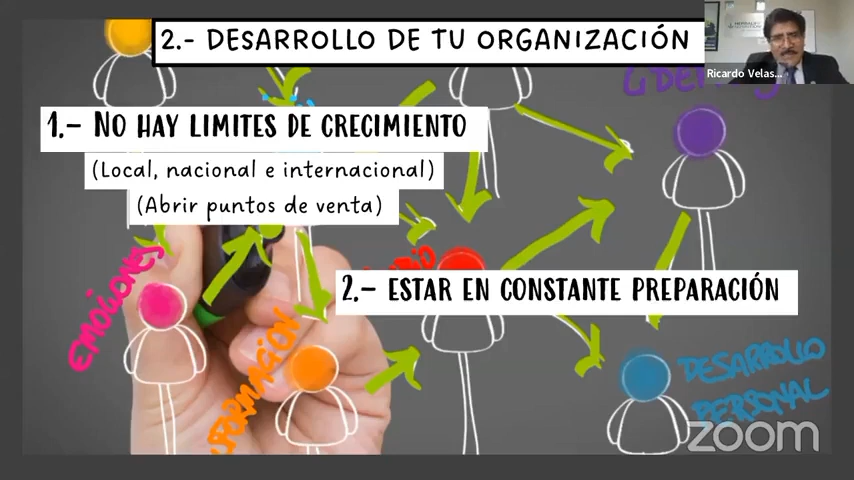 2.- DESARROLLO DE TU ORGANIZACIÓN
Ricardo Velas...
1.- NO HAY LIMITES DE CRECIMIENTO
(Local, nacional e internacional)
(Abrir puntos de venta)
EMOCIONES
2.- ESTAR EN CONSTANTE PREPARACIÓN
DESARROLLO
PERSONAL
zoom